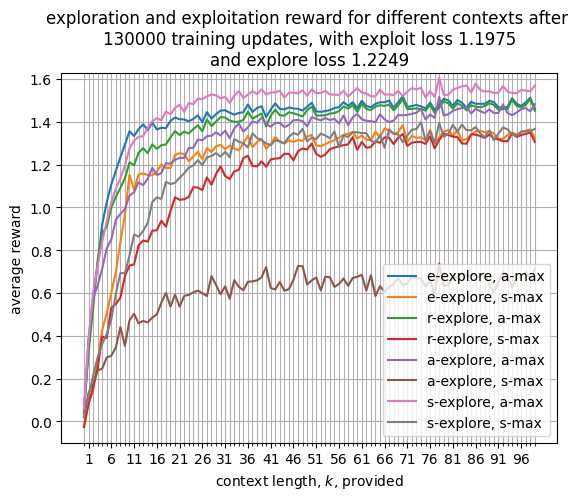 exploration and exploitation reward for different contexts after
130000 training updates, with exploit loss 1.1975
and explore loss 1.2249
1.6
1.4
1.2
1.0
0.8
0.6
0.4
0.2
0.0
average reward
e-explore, a-max
e-explore, s-max
r-explore, a-max
r-explore, s-max
a-explore, a-max
a-explore, s-max
s-explore, a-max
s-explore, s-max
1 6 11 16 21 26 31 36 41 46 51 56 61 66 71 76 81 86 91 96
context length, k, provided